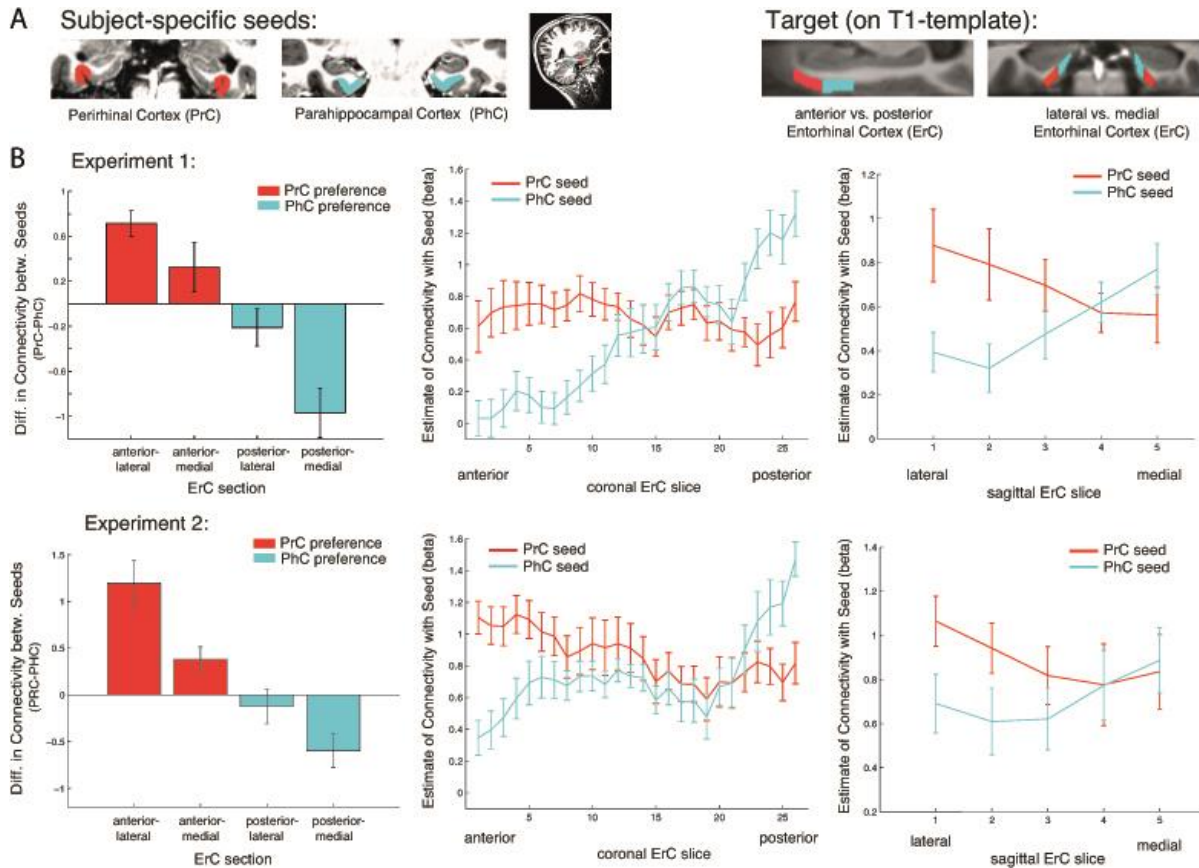 A
Subject-specific seeds:
Target (on T1-template):
Perirhinal Cortex (PrC)
Parahippocampal Cortex (PhC)
anterior vs. posterior
Entorhinal Cortex (ErC)
lateral vs. medial
Entorhinal Cortex (ErC)
B
Experiment 1:
Diff. in Connectivity betw. Seeds
(PrC-PhC)
1
0.6
0.2
-0.2
-0.6
-1
PrC preference
PhC preference
anterior-
lateral
anterior-
medial
posterior-
lateral
posterior-
medial
ErC section
Estimate of Connectivity with Seed (beta)
1.6
1.4
1.2
1
0.8
0.6
0.4
0.2
0
PrC seed
PhC seed
5
10
15
20
25
anterior
posterior
coronal ErC slice
Estimate of Connectivity with Seed (beta)
1.2
1
0.8
0.6
0.4
0.2
0
PrC seed
PhC seed
1
2
3
4
5
lateral
medial
sagittal ErC slice
Experiment 2:
Diff. in Connectivity betw. Seeds
(PRC-PHC)
1.5
1
0.5
0
-0.5
-1
PrC preference
PhC preference
anterior-
lateral
anterior-
medial
posterior-
lateral
posterior-
medial
ErC section
Estimate of Connectivity with Seed (beta)
1.6
1.4
1.2
1
0.8
0.6
0.4
0.2
0
PrC seed
PhC seed
5
10
15
20
25
anterior
posterior
coronal ErC slice
Estimate of Connectivity with Seed (beta)
1.4
1.2
1
0.8
0.6
0.4
0.2
0
PrC seed
PhC seed
1
2
3
4
5
lateral
medial
sagittal ErC slice